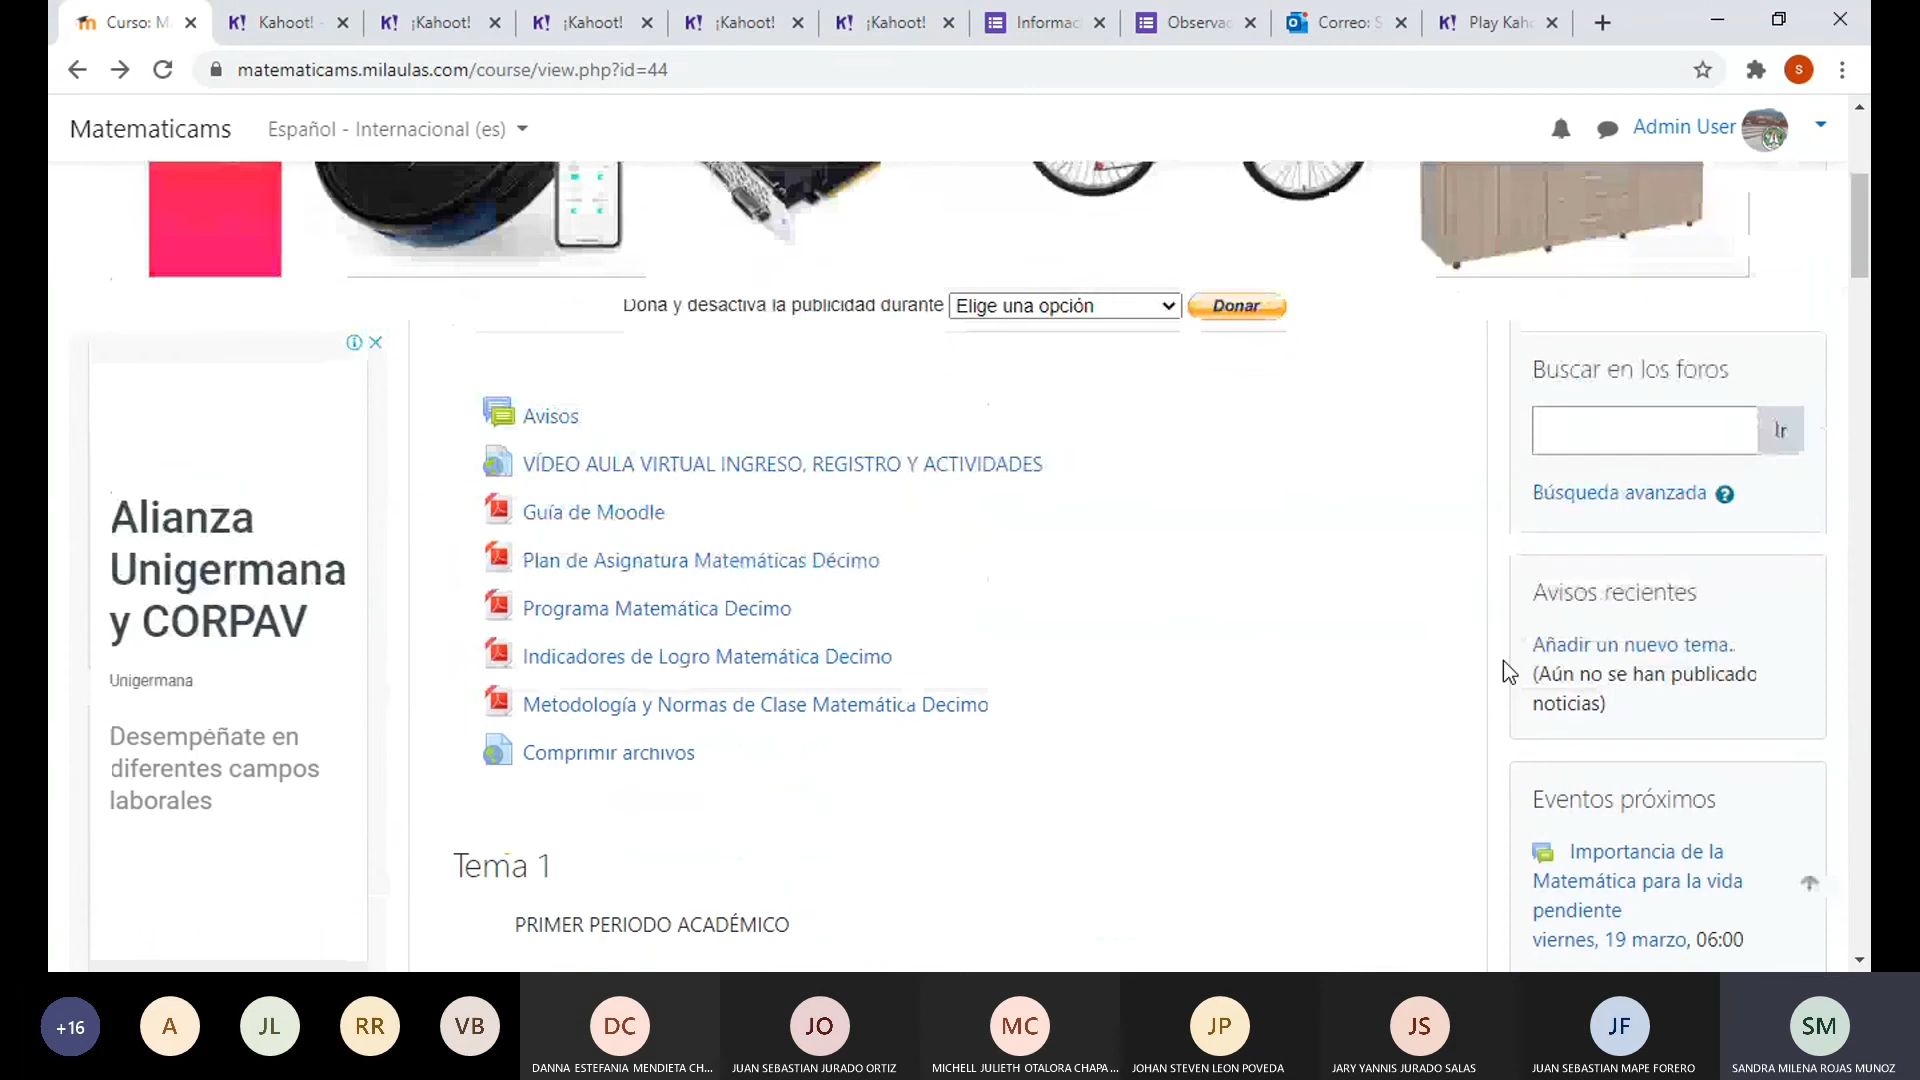 Curso: M
Kahoot! -
¡Kahoot!
¡Kahoot!
¡Kahoot!
¡Kahoot!
Informac
Observac
Correo: S
Play Kaho
matematicams.milaulas.com/course/view.php?id=44
S
Matematicams
Español - Internacional (es)
Admin User
Dona y desactiva la publicidad durante
Elige una opción
Donar
Alianza
Unigermana
y CORPAV
Unigermana
Desempéñate en
diferentes campos
laborales
Avisos
VÍDEO AULA VIRTUAL INGRESO, REGISTRO Y ACTIVIDADES
Guía de Moodle
Plan de Asignatura Matemáticas Décimo
Programa Matemática Decimo
Indicadores de Logro Matemática Decimo
Metodología y Normas de Clase Matemática Decimo
Comprimir archivos
Tema 1
PRIMER PERIODO ACADÉMICO
Buscar en los foros
Ir
Búsqueda avanzada
Avisos recientes
Añadir un nuevo tema..
(Aún no se han publicado
noticias)
Eventos próximos
Importancia de la
Matemática para la vida
pendiente
viernes, 19 marzo, 06:00
+16
A
JL
RR
VB
DC
JO
MC
JP
JS
JF
SM
DANNA ESTEFANIA MENDIETA CH...
JUAN SEBASTIAN JURADO ORTIZ
MICHELL JULIETH OTALORA CHAPA...
JOHAN STEVEN LEON POVEDA
JARY YANNIS JURADO SALAS
JUAN SEBASTIAN MAPE FORERO
SANDRA MILENA ROJAS MUNOZ